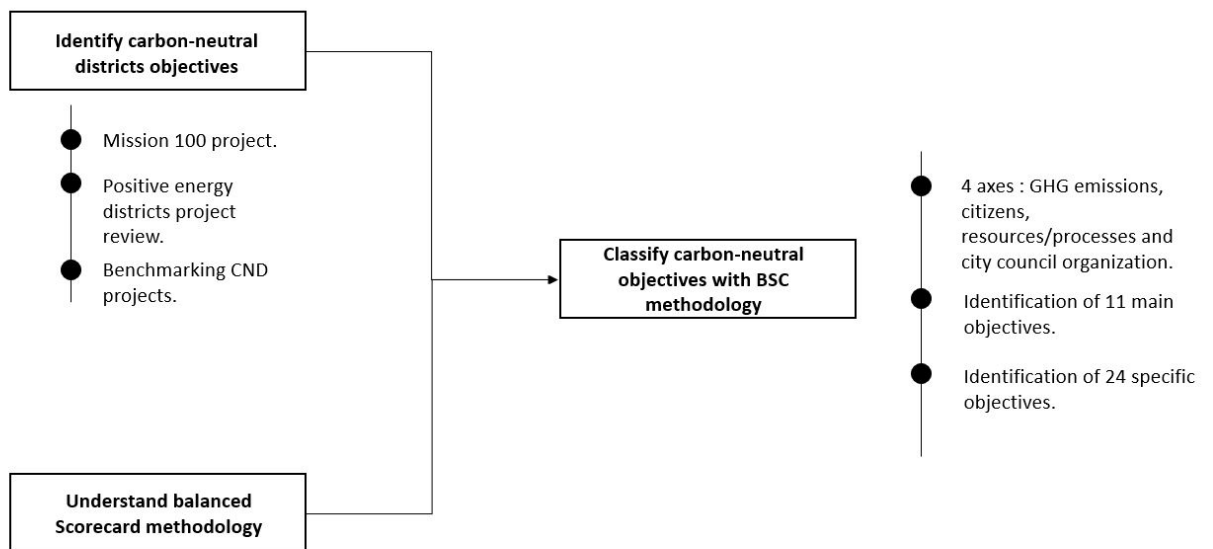 Identify carbon-neutral
districts objectives
Mission 100 project.
Positive energy
districts project
review.
Benchmarking CND
projects.
Understand balanced
Scorecard methodology
Classify carbon-neutral
objectives with BSC
methodology
4 axes : GHG emissions,
citizens,
resources/processes and
city council organization.
Identification of 11 main
objectives.
Identification of 24 specific
objectives.